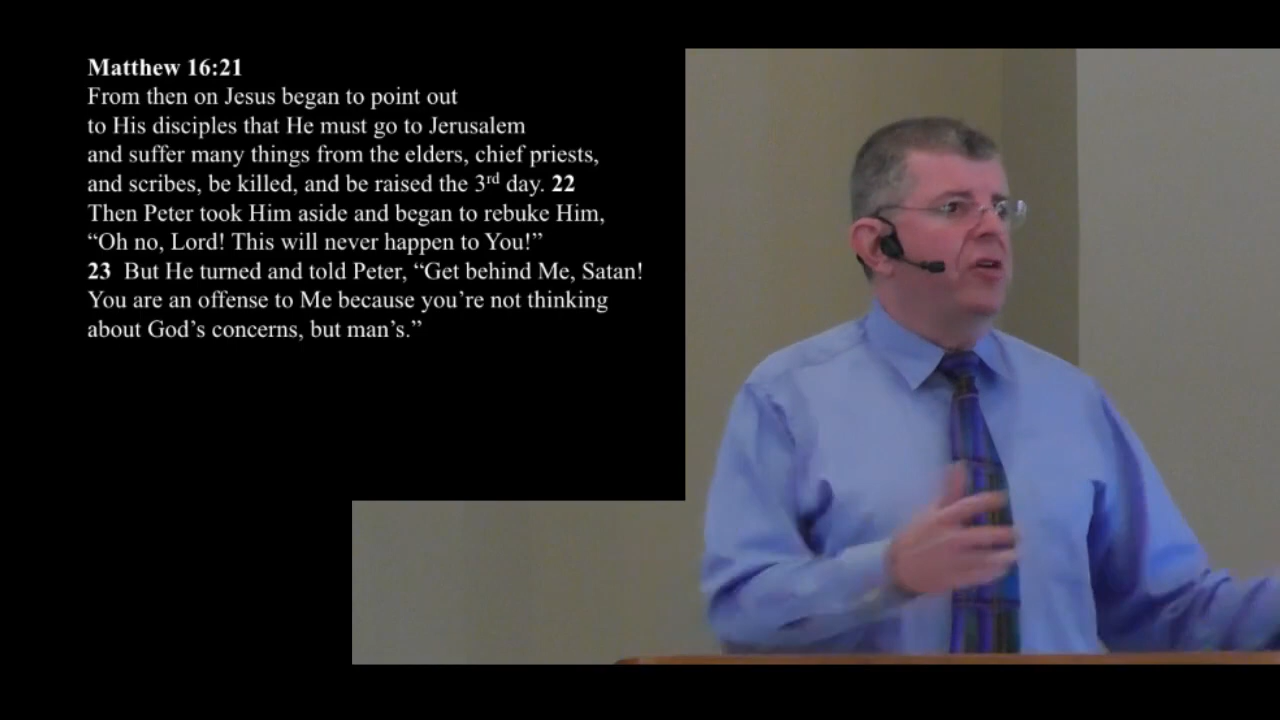 Matthew 16:21
From then on Jesus began to point out
to His disciples that He must go to Jerusalem
and suffer many things from the elders, chief priests,
and scribes, be killed, and be raised the 3rd day. 22
Then Peter took Him aside and began to rebuke Him,
“Oh no, Lord! This will never happen to You!”
23 But He turned and told Peter, “Get behind Me, Satan!
You are an offense to Me because you’re not thinking
about God’s concerns, but man’s.”